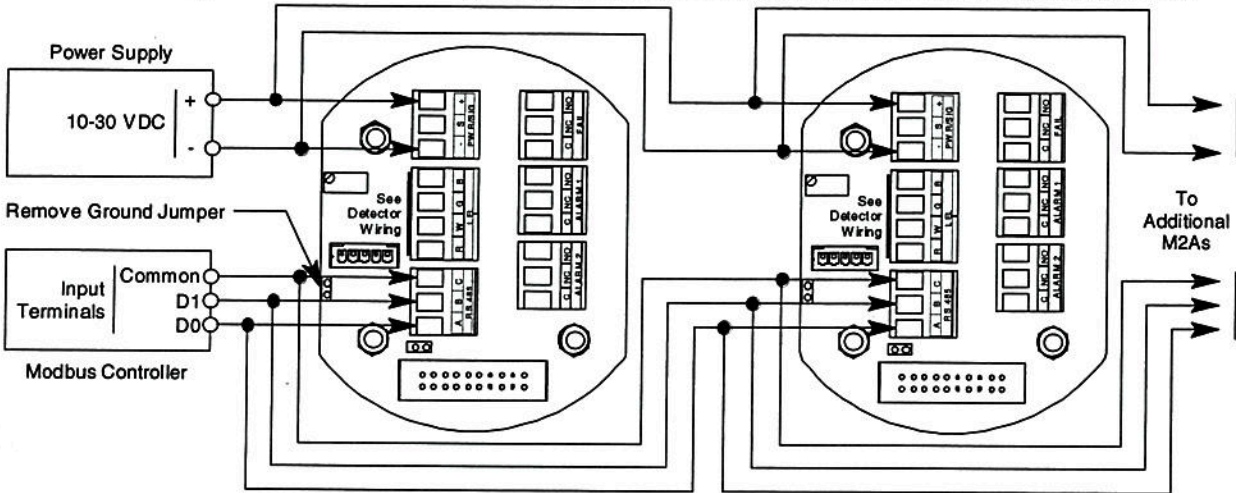 Power Supply
+
10-30 VDC
-
Remove Ground Jumper
Common
Input
Terminals
D1
D0
Modbus Controller
+
S
-
PWR/SIG
NO
NC
C
FAIL
See
Detector
Wiring
B
G
W
R
LEL
NO
NC
C
ALARM 1
NO
NC
C
ALARM 2
C
B
A
RS 485
+
S
-
PWR/SIG
NO
NC
C
FAIL
See
Detector
Wiring
B
G
W
R
LEL
NO
NC
C
ALARM 1
NO
NC
C
ALARM 2
C
B
A
RS 485
To
Additional
M2As